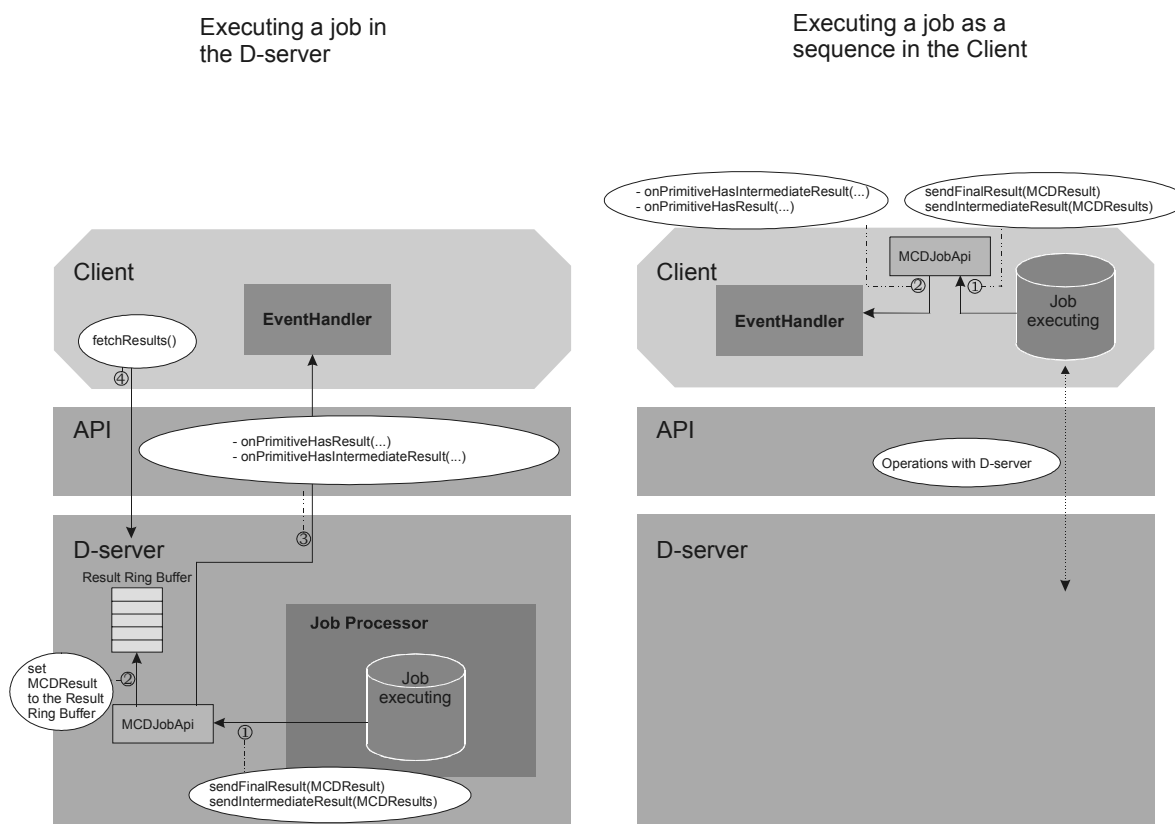 Executing a job in
the D-server
Client
EventHandler
fetchResults()
④
API
- onPrimitiveHasResult(...)
- onPrimitiveHasIntermediateResult(...)
③
D-server
Result Ring Buffer
Job Processor
Job
executing
set
MCDResult
to the Result
Ring Buffer
②
MCDJobApi
①
sendFinalResult(MCDResult)
sendIntermediateResult(MCDResults)
Executing a job as a
sequence in the Client
- onPrimitiveHasIntermediateResult(...)
- onPrimitiveHasResult(...)
sendFinalResult(MCDResult)
sendIntermediateResult(MCDResults)
Client
MCDJobApi
②
①
EventHandler
Job
executing
API
Operations with D-server
D-server